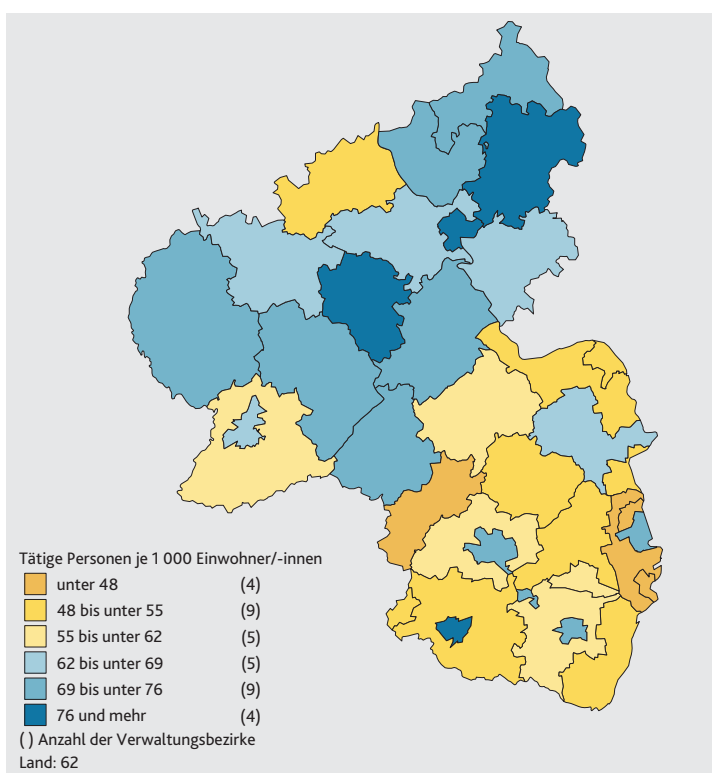 Tätige Personen je 1 000 Einwohner/-innen
unter 48 (4)
48 bis unter 55 (9)
55 bis unter 62 (5)
62 bis unter 69 (5)
69 bis unter 76 (9)
76 und mehr (4)
( ) Anzahl der Verwaltungsbezirke
Land: 62